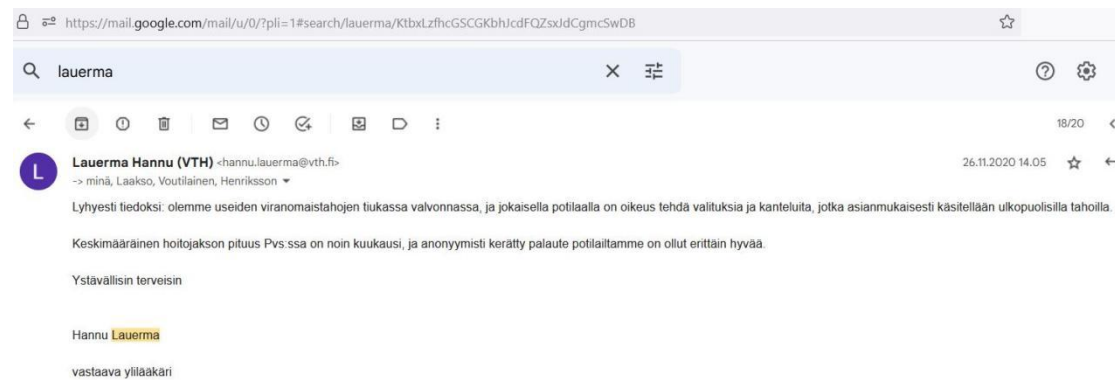 https://mail.google.com/mail/u/0/?pli=1#search/lauerma/KtbxLzfhcGSCGKbhJcdFQZsxJdCgmcSwDB
lauerma
18/20
Lauerma Hannu (VTH) <hannu.lauerma@vth.fi>
26.11.2020 14.05
-> minä, Laakso, Voutilainen, Henriksson
Lyhyesti tiedoksi: olemme useiden viranomaistahojen tiukassa valvonnassa, ja jokaisella potilaalla on oikeus tehdä valituksia ja kanteluita, jotka asianmukaisesti käsitellään ulkopuolisilla tahoilla.
Keskimääräinen hoitojakson pituus Pvs:ssa on noin kuukausi, ja anonyymisti kerätty palaute potilailtamme on ollut erittäin hyvää.
Ystävällisin terveisin
Hannu Lauerma
vastaava ylilääkäri
L